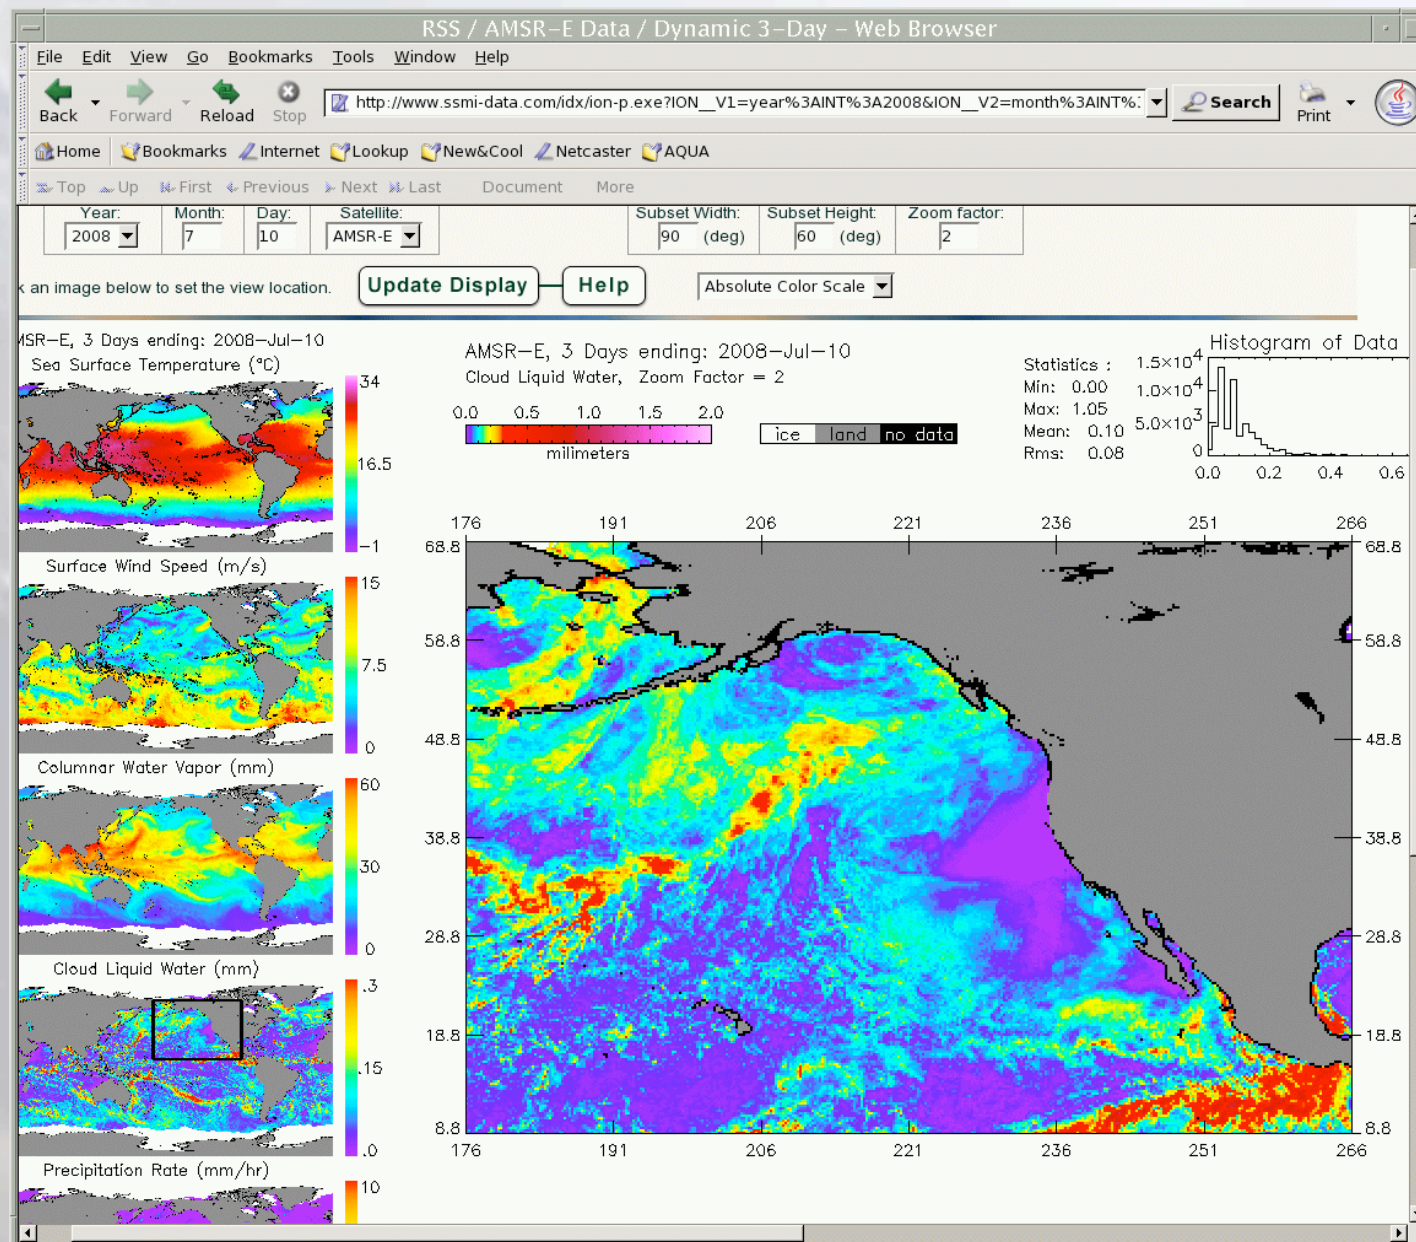 RSS / AMSR-E Data / Dynamic 3-Day - Web Browser
File Edit View Go Bookmarks Tools Window Help
Back Forward Reload Stop http://www.ssmi-data.com/idx/ion-p.exe?ION__V1=year%3AINT%3A2008&ION__V2=month%3AINT%: Search Print
Home Bookmarks Internet Lookup New&Cool Netcaster AQUA
Top Up First Previous Next Last Document More
Year: Month: Day: Satellite: Subset Width: Subset Height: Zoom factor:
2008 7 10 AMSR-E 90 (deg) 60 (deg) 2
k an image below to set the view location. Update Display Help Absolute Color Scale
MSR-E, 3 Days ending: 2008-Jul-10
Sea Surface Temperature (°C)
34
16.5
-1
Surface Wind Speed (m/s)
15
7.5
0
Columnar Water Vapor (mm)
60
30
0
Cloud Liquid Water (mm)
.3
.15
.0
Precipitation Rate (mm/hr)
10
AMSR-E, 3 Days ending: 2008-Jul-10
Cloud Liquid Water, Zoom Factor = 2
0.0 0.5 1.0 1.5 2.0
milimeters
ice land no data
Statistics :
Min: 0.00
Max: 1.05
Mean: 0.10
Rms: 0.08
Histogram of Data
1.5×10⁴
1.0×10⁴
5.0×10³
0
0.0 0.2 0.4 0.6
176 191 206 221 236 251 266
68.8 68.8
58.8 58.8
48.8 48.8
38.8 38.8
28.8 28.8
18.8 18.8
8.8 8.8
176 191 206 221 236 251 266